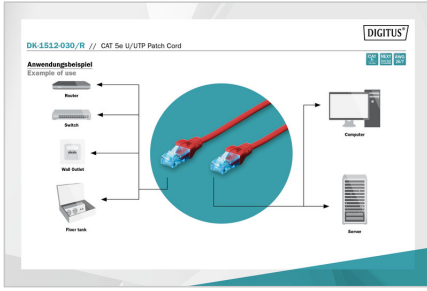 DIGITUS®
DK-1512-030/R // CAT 5e U/UTP Patch Cord
Anwendungsbeispiel
Example of use
Router
Switch
Wall Outlet
Floor tank
Computer
Server